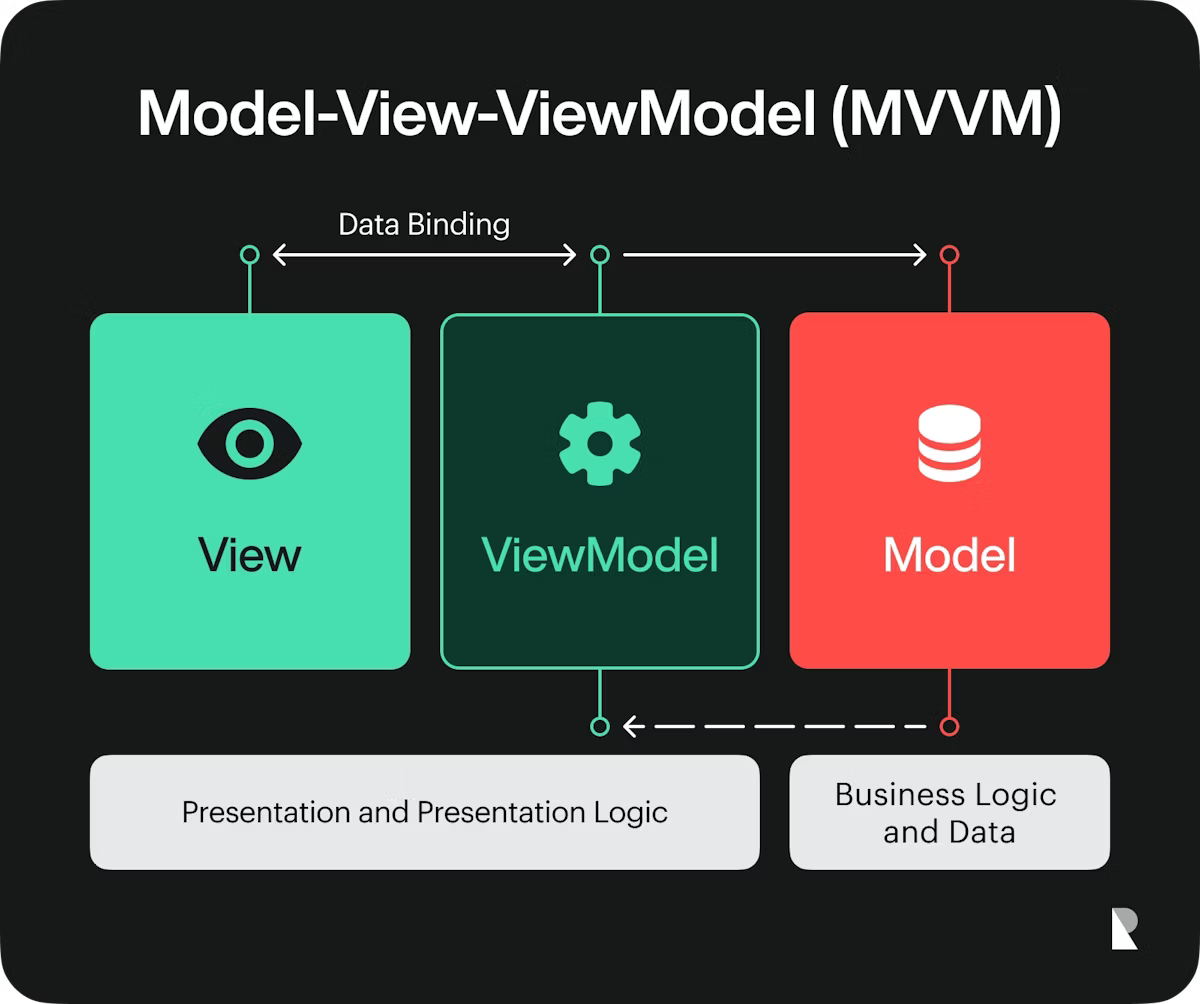 Model-View-ViewModel (MVVM)
Data Binding
View
ViewModel
Model
Presentation and Presentation Logic
Business Logic
and Data